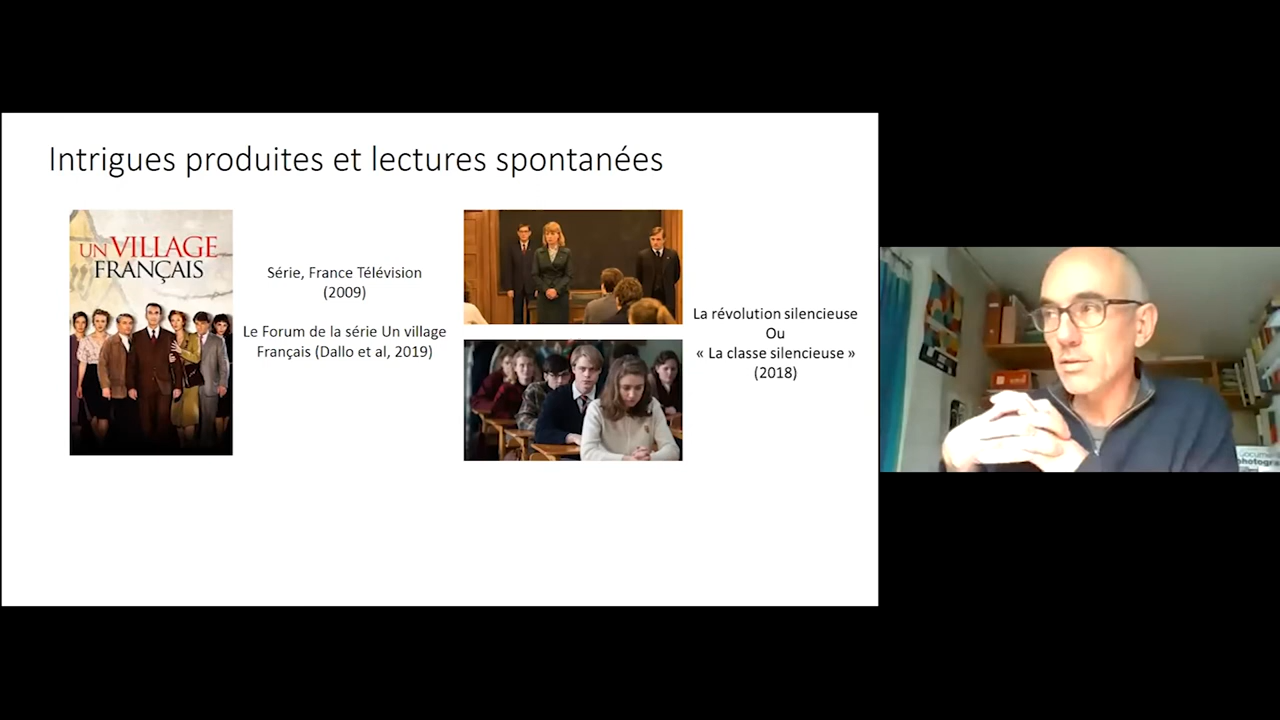 Intrigues produites et lectures spontanées
UN VILLAGE
FRANÇAIS
Série, France Télévision
(2009)
Le Forum de la série Un village
Français (Dallo et al, 2019)
La révolution silencieuse
Ou
« La classe silencieuse »
(2018)